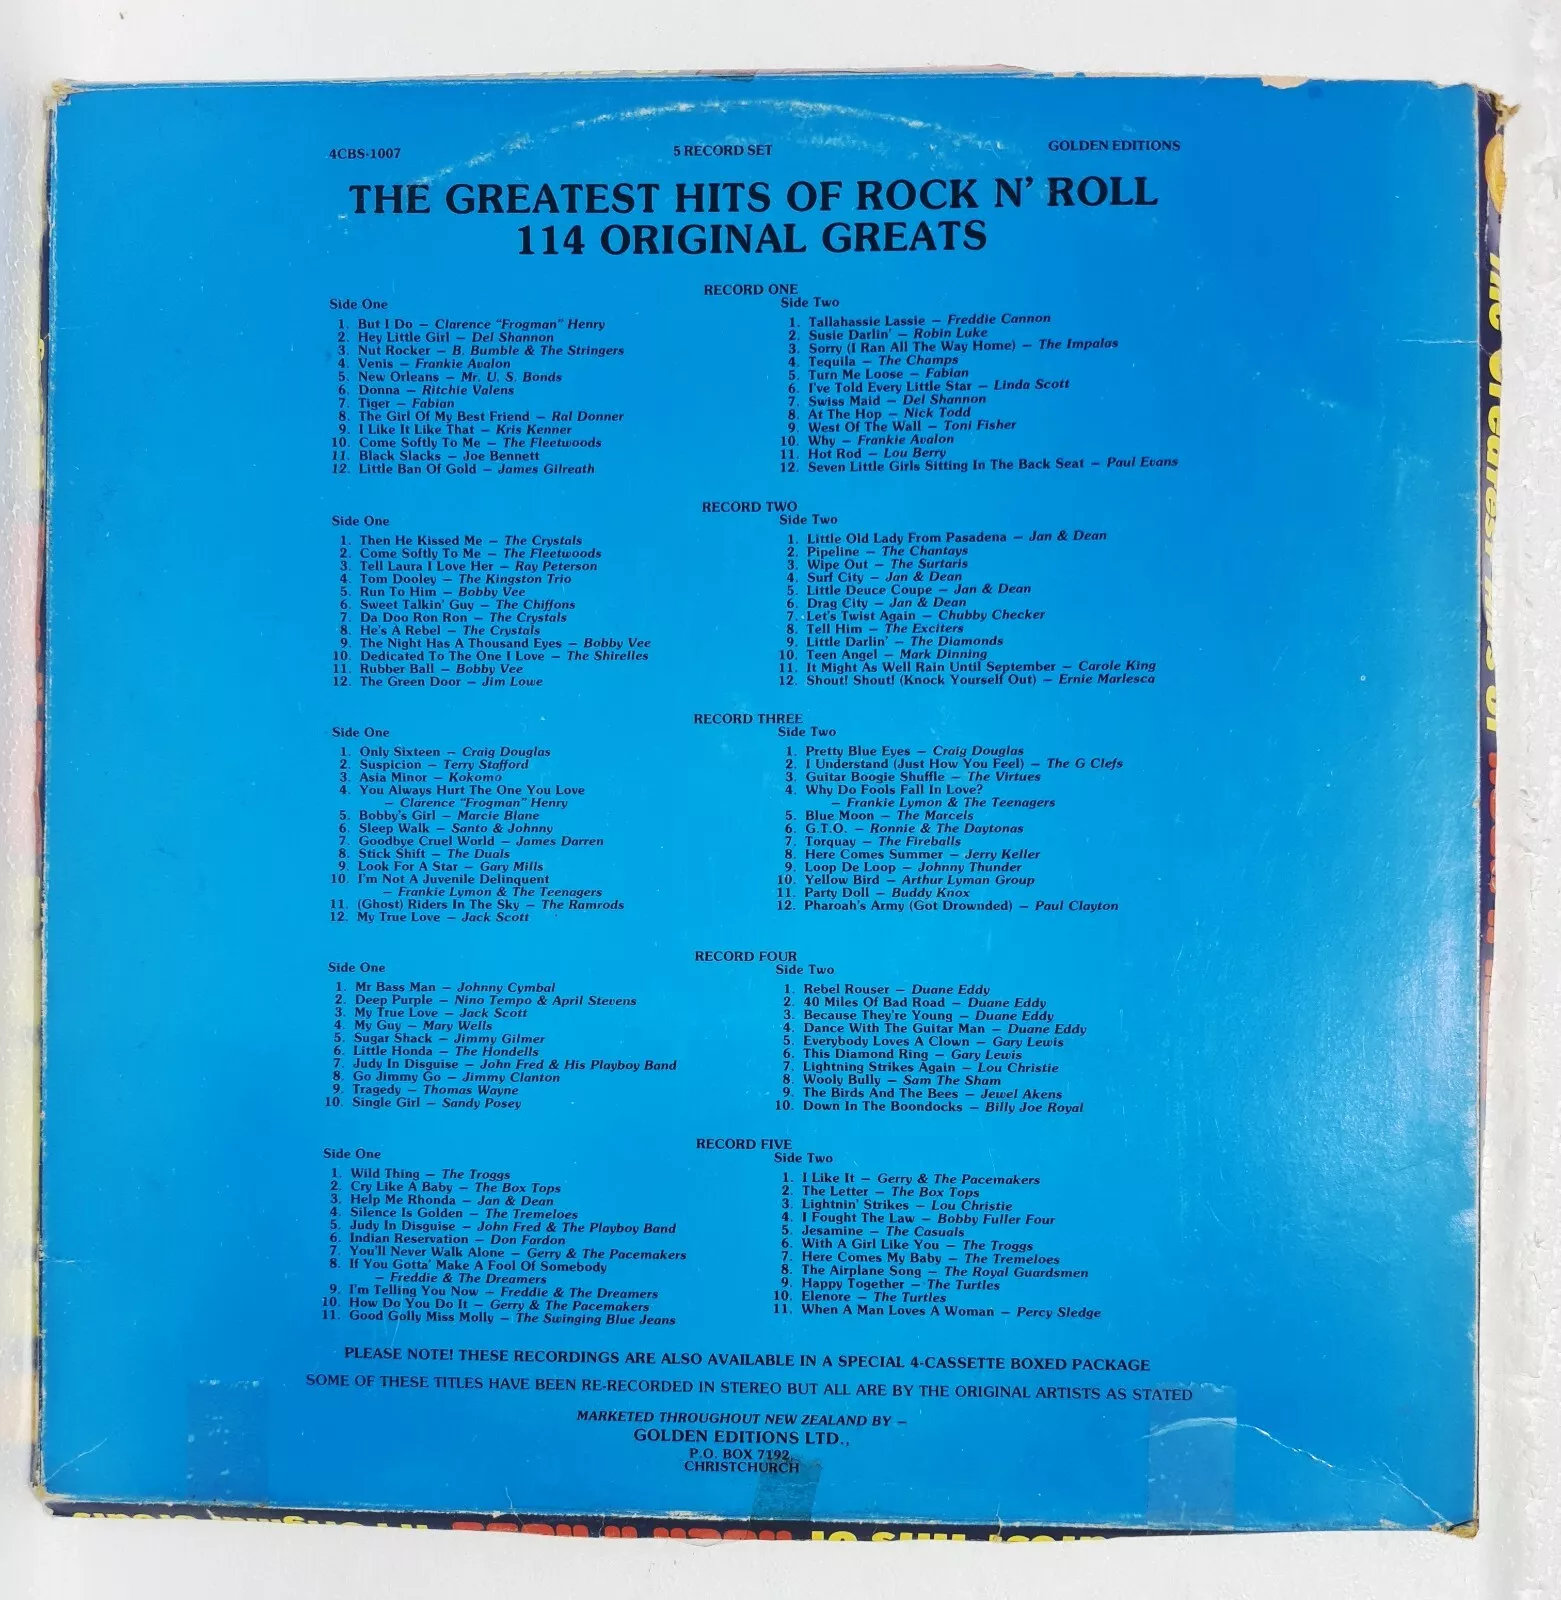 4CBS-1007
5 RECORD SET
GOLDEN EDITIONS
THE GREATEST HITS OF ROCK N' ROLL
114 ORIGINAL GREATS
RECORD ONE
Side One
1. But I Do – Clarence "Frogman" Henry
2. Hey Little Girl – Del Shannon
3. Nut Rocker – B. Bumble & The Stringers
4. Venis – Frankie Avalon
5. New Orleans – Mr. U. S. Bonds
6. Donna – Ritchie Valens
7. Tiger – Fabian
8. The Girl Of My Best Friend – Ral Donner
9. I Like It Like That – Kris Kenner
10. Come Softly To Me – The Fleetwoods
11. Black Slacks – Joe Bennett
12. Little Ban Of Gold – James Gilreath
Side Two
1. Tallahassie Lassie – Freddie Cannon
2. Susie Darlin' – Robin Luke
3. Sorry (I Ran All The Way Home) – The Impalas
4. Tequila – The Champs
5. Turn Me Loose – Fabian
6. I've Told Every Little Star – Linda Scott
7. Swiss Maid – Del Shannon
8. At The Hop – Nick Todd
9. West Of The Wall – Toni Fisher
10. Why – Frankie Avalon
11. Hot Rod – Lou Berry
12. Seven Little Girls Sitting In The Back Seat – Paul Evans
RECORD TWO
Side One
1. Then He Kissed Me – The Crystals
2. Come Softly To Me – The Fleetwoods
3. Tell Laura I Love Her – Ray Peterson
4. Tom Dooley – The Kingston Trio
5. Run To Him – Bobby Vee
6. Sweet Talkin' Guy – The Chiffons
7. Da Doo Ron Ron – The Crystals
8. He's A Rebel – The Crystals
9. The Night Has A Thousand Eyes – Bobby Vee
10. Dedicated To The One I Love – The Shirelles
11. Rubber Ball – Bobby Vee
12. The Green Door – Jim Lowe
Side Two
1. Little Old Lady From Pasadena – Jan & Dean
2. Pipeline – The Chantays
3. Wipe Out – The Surtaris
4. Surf City – Jan & Dean
5. Little Deuce Coupe – Jan & Dean
6. Drag City – Jan & Dean
7. Let's Twist Again – Chubby Checker
8. Tell Him – The Exciters
9. Little Darlin' – The Diamonds
10. Teen Angel – Mark Dinning
11. It Might As Well Rain Until September – Carole King
12. Shout! Shout! (Knock Yourself Out) – Ernie Marlesca
RECORD THREE
Side One
1. Only Sixteen – Craig Douglas
2. Suspicion – Terry Stafford
3. Asia Minor – Kokomo
4. You Always Hurt The One You Love
– Clarence "Frogman" Henry
5. Bobby's Girl – Marcie Blane
6. Sleep Walk – Santo & Johnny
7. Goodbye Cruel World – James Darren
8. Stick Shift – The Duals
9. Look For A Star – Gary Mills
10. I'm Not A Juvenile Delinquent
– Frankie Lymon & The Teenagers
11. (Ghost) Riders In The Sky – The Ramrods
12. My True Love – Jack Scott
Side Two
1. Pretty Blue Eyes – Craig Douglas
2. I Understand (Just How You Feel) – The G Clefs
3. Guitar Boogie Shuffle – The Virtues
4. Why Do Fools Fall In Love?
– Frankie Lymon & The Teenagers
5. Blue Moon – The Marcels
6. G.T.O. – Ronnie & The Daytonas
7. Torquay – The Fireballs
8. Here Comes Summer – Jerry Keller
9. Loop De Loop – Johnny Thunder
10. Yellow Bird – Arthur Lyman Group
11. Party Doll – Buddy Knox
12. Pharoah's Army (Got Drownded) – Paul Clayton
RECORD FOUR
Side One
1. Mr Bass Man – Johnny Cymbal
2. Deep Purple – Nino Tempo & April Stevens
3. My True Love – Jack Scott
4. My Guy – Mary Wells
5. Sugar Shack – Jimmy Gilmer
6. Little Honda – The Hondells
7. Judy In Disguise – John Fred & His Playboy Band
8. Go Jimmy Go – Jimmy Clanton
9. Tragedy – Thomas Wayne
10. Single Girl – Sandy Posey
Side Two
1. Rebel Rouser – Duane Eddy
2. 40 Miles Of Bad Road – Duane Eddy
3. Because They're Young – Duane Eddy
4. Dance With The Guitar Man – Duane Eddy
5. Everybody Loves A Clown – Gary Lewis
6. This Diamond Ring – Gary Lewis
7. Lightning Strikes Again – Lou Christie
8. Wooly Bully – Sam The Sham
9. The Birds And The Bees – Jewel Akens
10. Down In The Boondocks – Billy Joe Royal
RECORD FIVE
Side One
1. Wild Thing – The Troggs
2. Cry Like A Baby – The Box Tops
3. Help Me Rhonda – Jan & Dean
4. Silence Is Golden – The Tremeloes
5. Judy In Disguise – John Fred & The Playboy Band
6. Indian Reservation – Don Fardon
7. You'll Never Walk Alone – Gerry & The Pacemakers
8. If You Gotta' Make A Fool Of Somebody
– Freddie & The Dreamers
9. I'm Telling You Now – Freddie & The Dreamers
10. How Do You Do It – Gerry & The Pacemakers
11. Good Golly Miss Molly – The Swinging Blue Jeans
Side Two
1. I Like It – Gerry & The Pacemakers
2. The Letter – The Box Tops
3. Lightnin' Strikes – Lou Christie
4. I Fought The Law – Bobby Fuller Four
5. Jesamine – The Casuals
6. With A Girl Like You – The Troggs
7. Here Comes My Baby – The Tremeloes
8. The Airplane Song – The Royal Guardsmen
9. Happy Together – The Turtles
10. Elenore – The Turtles
11. When A Man Loves A Woman – Percy Sledge
PLEASE NOTE! THESE RECORDINGS ARE ALSO AVAILABLE IN A SPECIAL 4-CASSETTE BOXED PACKAGE
SOME OF THESE TITLES HAVE BEEN RE-RECORDED IN STEREO BUT ALL ARE BY THE ORIGINAL ARTISTS AS STATED
MARKETED THROUGHOUT NEW ZEALAND BY –
GOLDEN EDITIONS LTD.,
P.O. BOX 7192,
CHRISTCHURCH
The Greatest Hits of